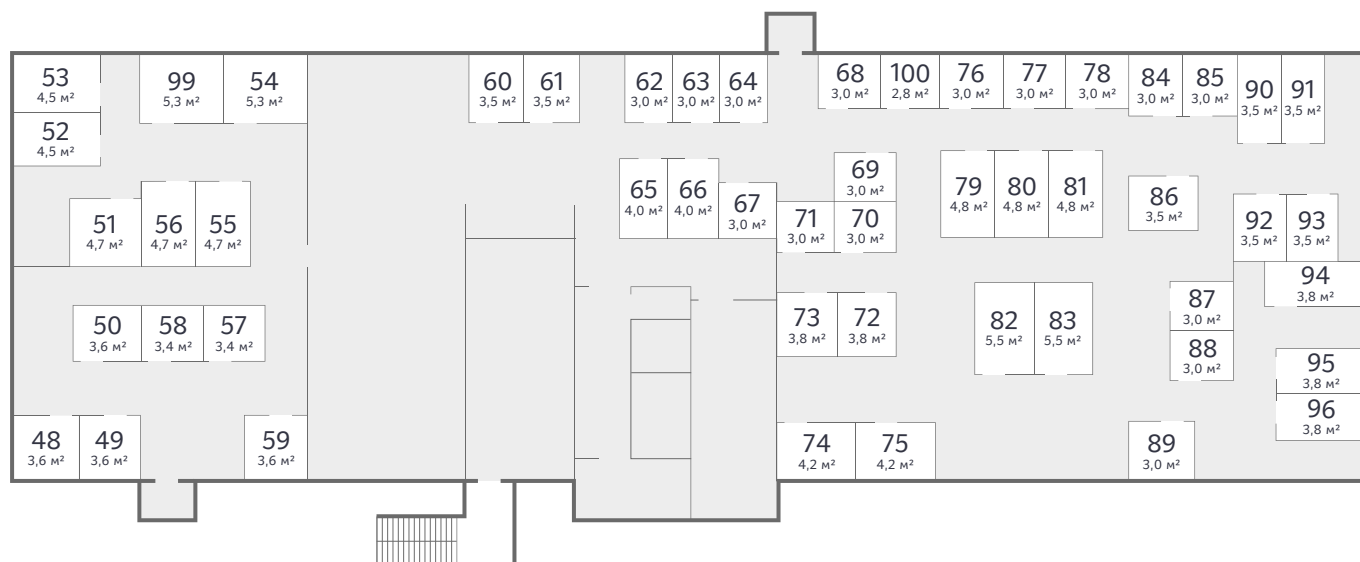 53
4,5 м²
99
5,3 м²
54
5,3 м²
60
3,5 м²
61
3,5 м²
62
3,0 м²
63
3,0 м²
64
3,0 м²
68
3,0 м²
100
2,8 м²
76
3,0 м²
77
3,0 м²
78
3,0 м²
84
3,0 м²
85
3,0 м²
90
3,5 м²
91
3,5 м²
52
4,5 м²
51
4,7 м²
56
4,7 м²
55
4,7 м²
65
4,0 м²
66
4,0 м²
67
3,0 м²
69
3,0 м²
71
3,0 м²
70
3,0 м²
79
4,8 м²
80
4,8 м²
81
4,8 м²
86
3,5 м²
92
3,5 м²
93
3,5 м²
94
3,8 м²
50
3,6 м²
58
3,4 м²
57
3,4 м²
73
3,8 м²
72
3,8 м²
82
5,5 м²
83
5,5 м²
87
3,0 м²
88
3,0 м²
95
3,8 м²
96
3,8 м²
48
3,6 м²
49
3,6 м²
59
3,6 м²
74
4,2 м²
75
4,2 м²
89
3,0 м²